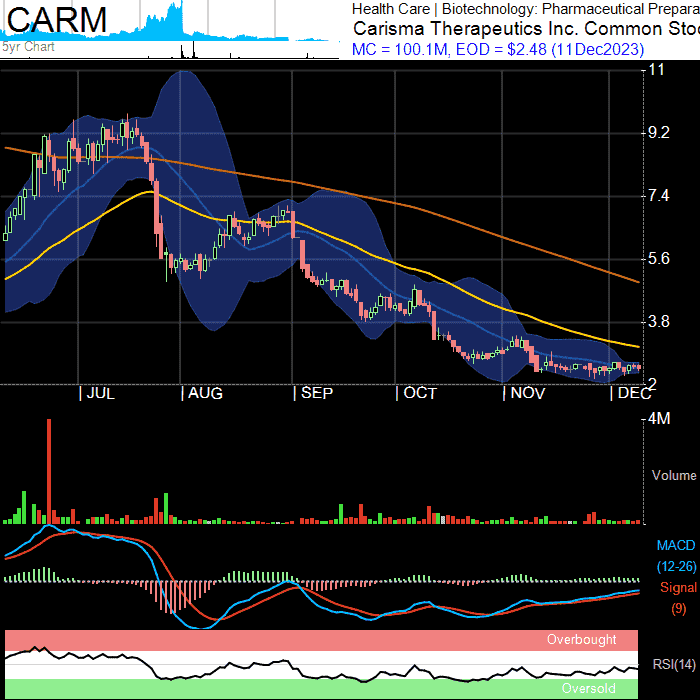 CARM
Health Care | Biotechnology: Pharmaceutical Prepara
Carisma Therapeutics Inc. Common Stoc
5yr Chart
MC = 100.1M, EOD = $2.48 (11Dec2023)
11
9.2
7.4
5.6
3.8
2
JUL AUG SEP OCT NOV DEC
4M
Volume
MACD
(12-26)
Signal
(9)
Overbought
RSI(14)
Oversold